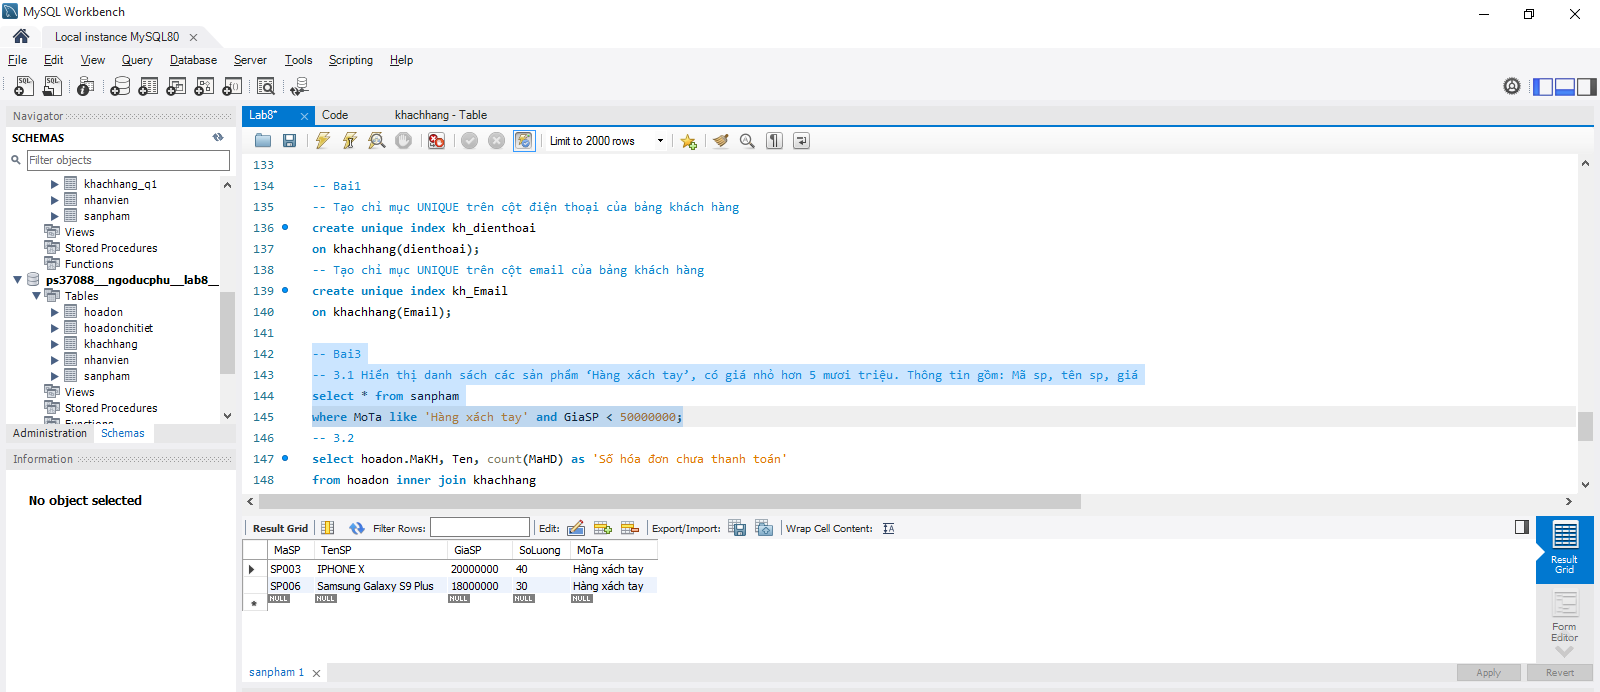 MySQL Workbench
Local instance MySQL80
File Edit View Query Database Server Tools Scripting Help
Navigator
SCHEMAS
Filter objects
khachhang_q1
nhanvien
sanpham
Views
Stored Procedures
Functions
ps37088__ngoducphu__lab8__
Tables
hoadon
hoadonchitiet
khachhang
nhanvien
sanpham
Views
Stored Procedures
Administration Schemas
Information
No object selected
Lab8* Code khachhang - Table
Limit to 2000 rows
133
134 -- Bai1
135 -- Tạo chỉ mục UNIQUE trên cột điện thoại của bảng khách hàng
136 create unique index kh_dienthoai
137 on khachhang(dienthoai);
138 -- Tạo chỉ mục UNIQUE trên cột email của bảng khách hàng
139 create unique index kh_Email
140 on khachhang(Email);
141
142 -- Bai3
143 -- 3.1 Hiển thị danh sách các sản phẩm ‘Hàng xách tay’, có giá nhỏ hơn 5 mươi triệu. Thông tin gồm: Mã sp, tên sp, giá
144 select * from sanpham
145 where MoTa like 'Hàng xách tay' and GiaSP < 50000000;
146 -- 3.2
147 select hoadon.MaKH, Ten, count(MaHD) as 'Số hóa đơn chưa thanh toán'
148 from hoadon inner join khachhang
Result Grid Filter Rows: Edit: Export/Import: Wrap Cell Content:
MaSP TenSP GiaSP SoLuong MoTa
SP003 IPHONE X 20000000 40 Hàng xách tay
SP006 Samsung Galaxy S9 Plus 18000000 30 Hàng xách tay
NULL NULL NULL NULL NULL
Result
Grid
Form
Editor
sanpham 1
Apply Revert